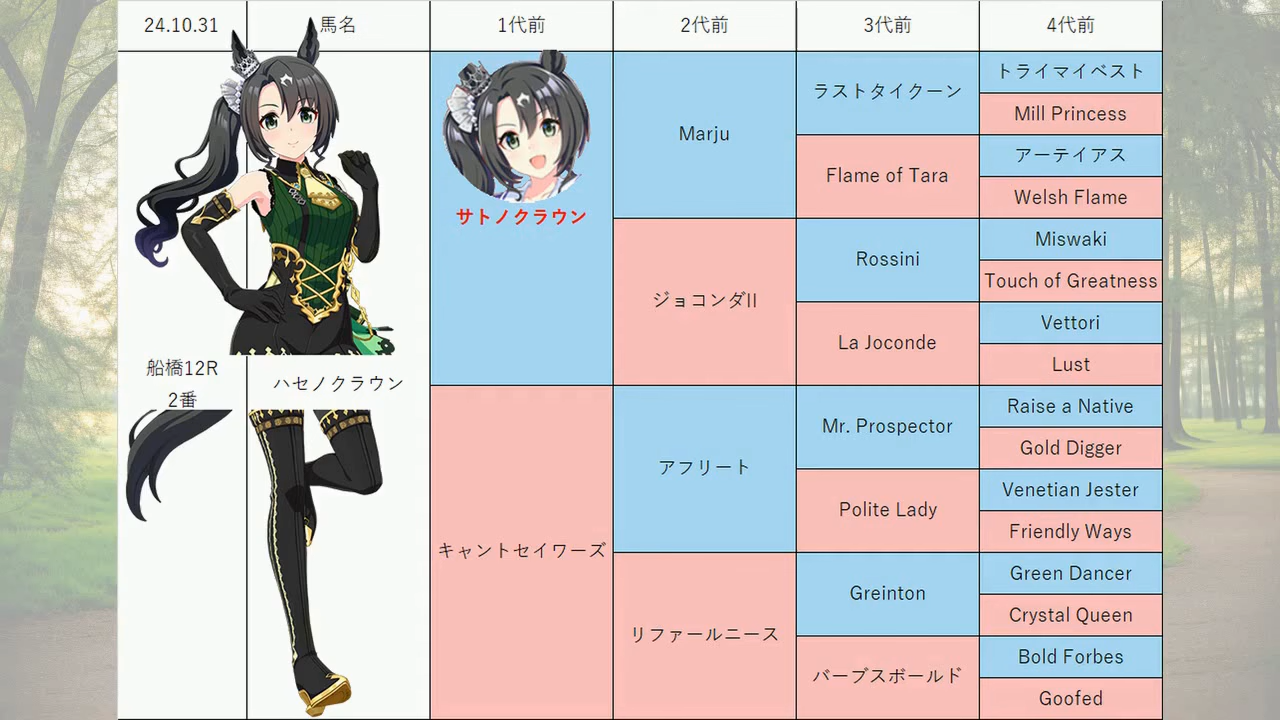 24.10.31
馬名
1代前
2代前
3代前
4代前
船橋12R
2番
ハセノクラウン
サトノクラウン
キャントセイワーズ
Marju
ジョコンダII
アフリート
リファールニース
ラストタイクーン
Flame of Tara
Rossini
La Joconde
Mr. Prospector
Polite Lady
Greinton
バーブスボールド
トライマイベスト
Mill Princess
アーテイアス
Welsh Flame
Miswaki
Touch of Greatness
Vettori
Lust
Raise a Native
Gold Digger
Venetian Jester
Friendly Ways
Green Dancer
Crystal Queen
Bold Forbes
Goofed